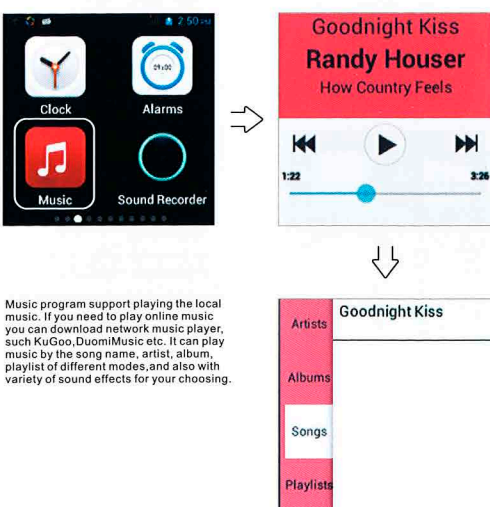 2:50 PM
09:00
Clock
Alarms
Music
Sound Recorder
Goodnight Kiss
Randy Houser
How Country Feels
1:22
3:26
Music program support playing the local
music. If you need to play online music
you can download network music player,
such KuGoo,DuomiMusic etc. It can play
music by the song name, artist, album,
playlist of different modes,and also with
variety of sound effects for your choosing.
Artists
Goodnight Kiss
Albums
Songs
Playlists